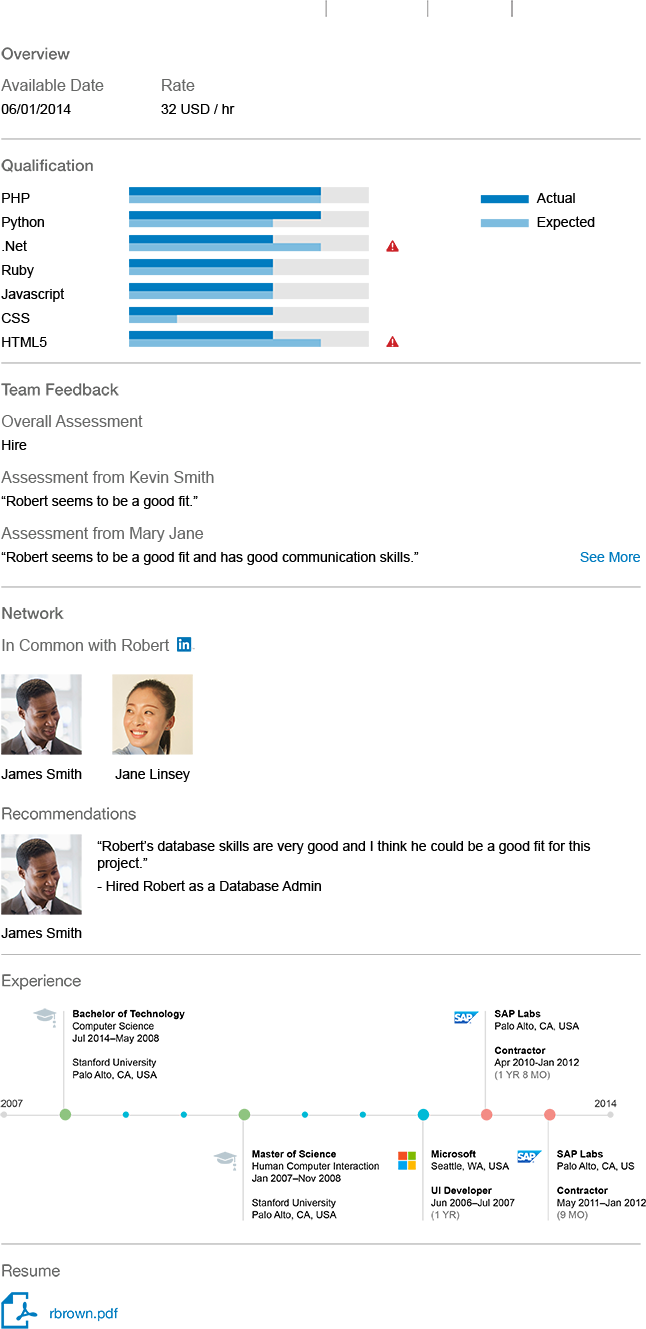 Overview
Available Date Rate
06/01/2014 32 USD / hr
Qualification
PHP
Python
.Net
Ruby
Javascript
CSS
HTML5
Actual
Expected
Team Feedback
Overall Assessment
Hire
Assessment from Kevin Smith
“Robert seems to be a good fit.”
Assessment from Mary Jane
“Robert seems to be a good fit and has good communication skills.”
See More
Network
In Common with Robert in
James Smith
Jane Linsey
Recommendations
“Robert’s database skills are very good and I think he could be a good fit for this
project.”
- Hired Robert as a Database Admin
James Smith
Experience
Bachelor of Technology
Computer Science
Jul 2014–May 2008
Stanford University
Palo Alto, CA, USA
SAP
SAP Labs
Palo Alto, CA, USA
Contractor
Apr 2010-Jan 2012
(1 YR 8 MO)
2007
2014
Master of Science
Human Computer Interaction
Jan 2007–Nov 2008
Stanford University
Palo Alto, CA, USA
Microsoft
Seattle, WA, USA
UI Developer
Jun 2006–Jul 2007
(1 YR)
SAP
SAP Labs
Palo Alto, CA, US
Contractor
May 2011–Jan 2012
(9 MO)
Resume
rbrown.pdf